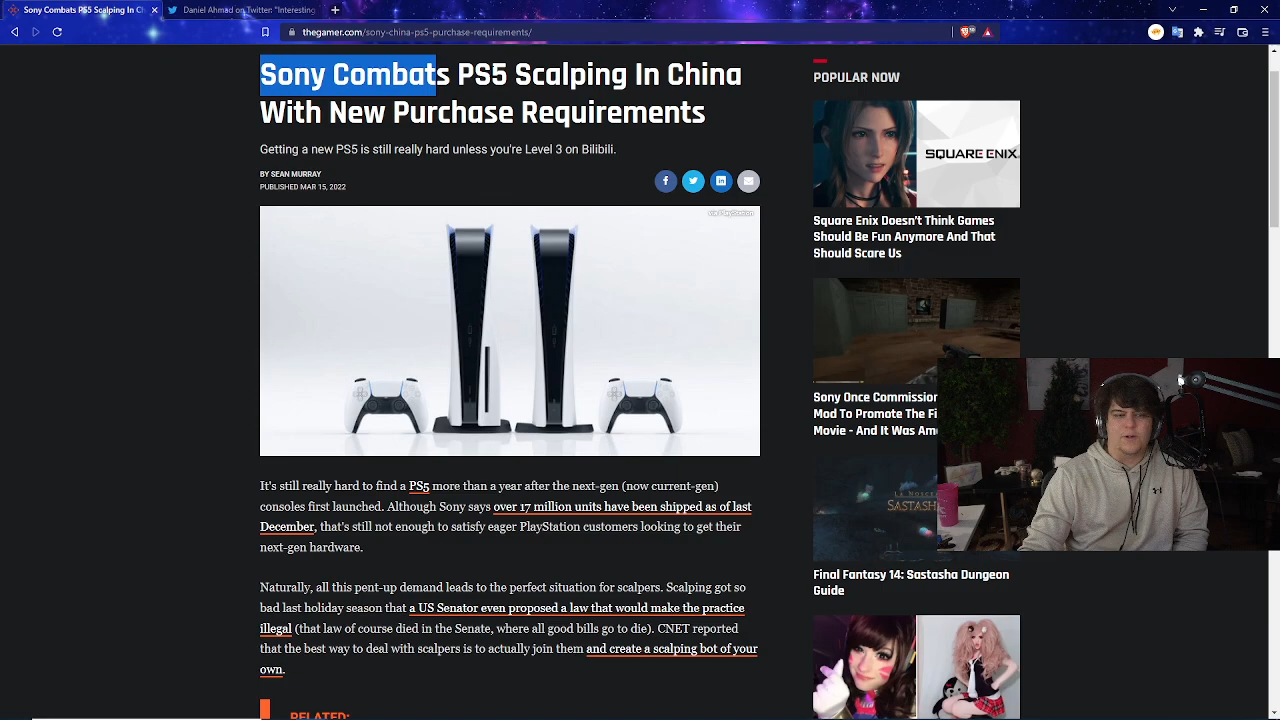 Sony Combats PS5 Scalping In Ch
Daniel Ahmad on Twitter: "Interesting
thegamer.com/sony-china-ps5-purchase-requirements/
Sony Combats PS5 Scalping In China
With New Purchase Requirements
Getting a new PS5 is still really hard unless you're Level 3 on Bilibili.
BY SEAN MURRAY
PUBLISHED MAR 15, 2022
via PlayStation
It's still really hard to find a PS5 more than a year after the next-gen (now current-gen)
consoles first launched. Although Sony says over 17 million units have been shipped as of last
December, that's still not enough to satisfy eager PlayStation customers looking to get their
next-gen hardware.
Naturally, all this pent-up demand leads to the perfect situation for scalpers. Scalping got so
bad last holiday season that a US Senator even proposed a law that would make the practice
illegal (that law of course died in the Senate, where all good bills go to die). CNET reported
that the best way to deal with scalpers is to actually join them and create a scalping bot of your
own.
RELATED:
POPULAR NOW
SQUARE ENIX
Square Enix Doesn't Think Games
Should Be Fun Anymore And That
Should Scare Us
Sony Once Commission
Mod To Promote The Fi
Movie - And It Was Am
La Nosce
SASTASH
Final Fantasy 14: Sastasha Dungeon
Guide